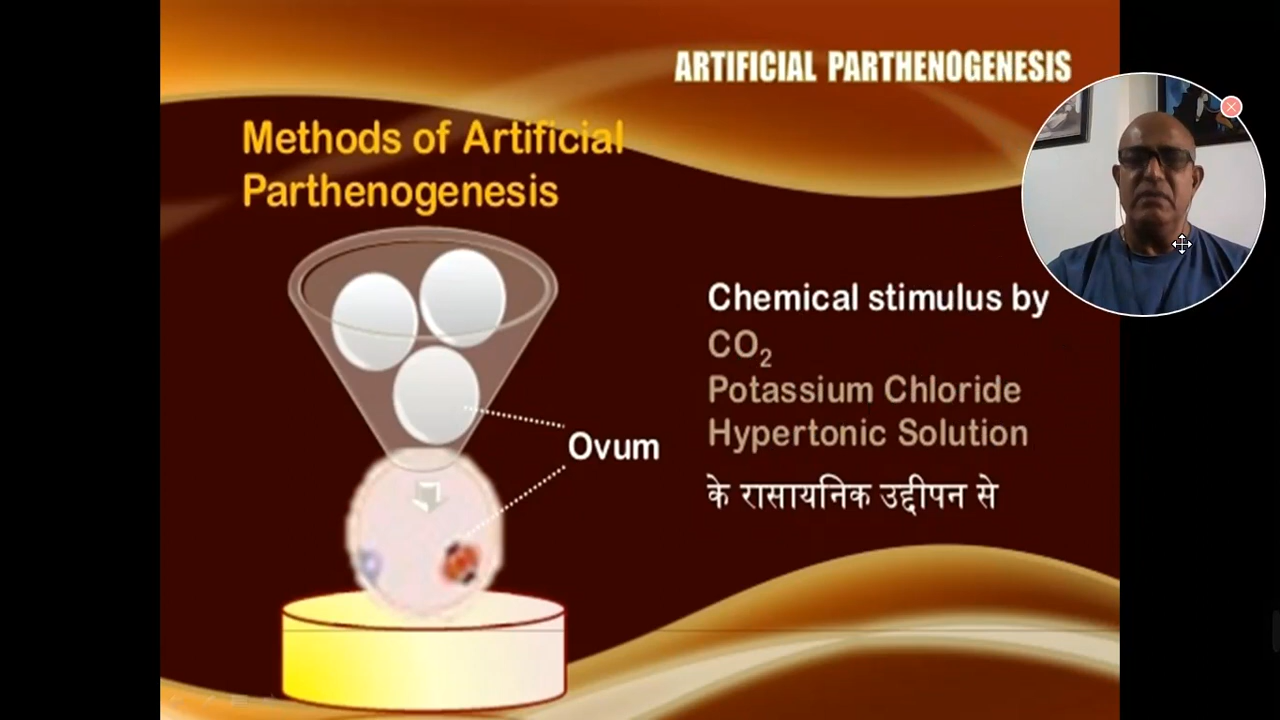 ARTIFICIAL PARTHENOGENESIS
Methods of Artificial
Parthenogenesis
Chemical stimulus by
CO₂
Potassium Chloride
Hypertonic Solution
Ovum
के रासायनिक उद्दीपन से